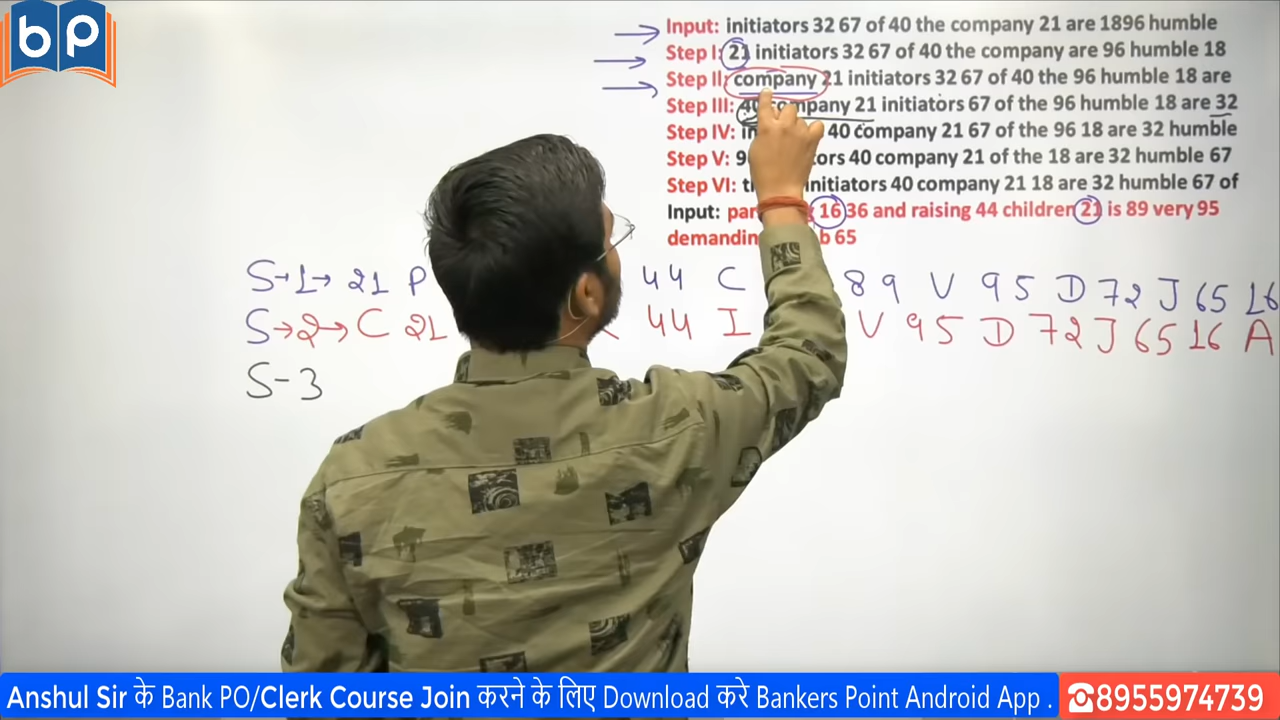 bp
Input: initiators 32 67 of 40 the company 21 are 1896 humble
Step I: 21 initiators 32 67 of 40 the company are 96 humble 18
Step II: company 21 initiators 32 67 of 40 the 96 humble 18 are
Step III: 40 company 21 initiators 67 of the 96 humble 18 are 32
Step IV: 40 company 21 67 of the 96 18 are 32 humble
Step V: 40 company 21 of the 18 are 32 humble 67
Step VI: initiators 40 company 21 18 are 32 humble 67 of
Input: 16 36 and raising 44 children 21 is 89 very 95
demanding 65
S→1→ 21 P 44 C 89 V 95 D 72 J 65 16
S→2→ C 21 44 I V 95 D 72 J 65 16 A
S-3
Anshul Sir के Bank PO/Clerk Course Join करने के लिए Download करे Bankers Point Android App . ☎8955974739